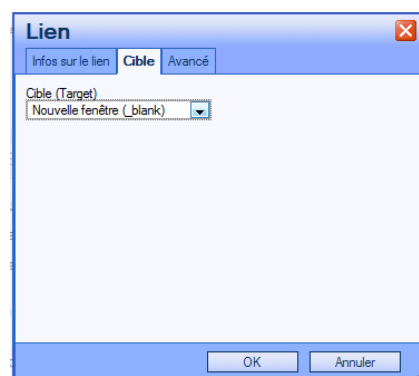 Lien
Infos sur le lien Cible Avancé
Cible (Target)
Nouvelle fenêtre (_blank)
OK Annuler